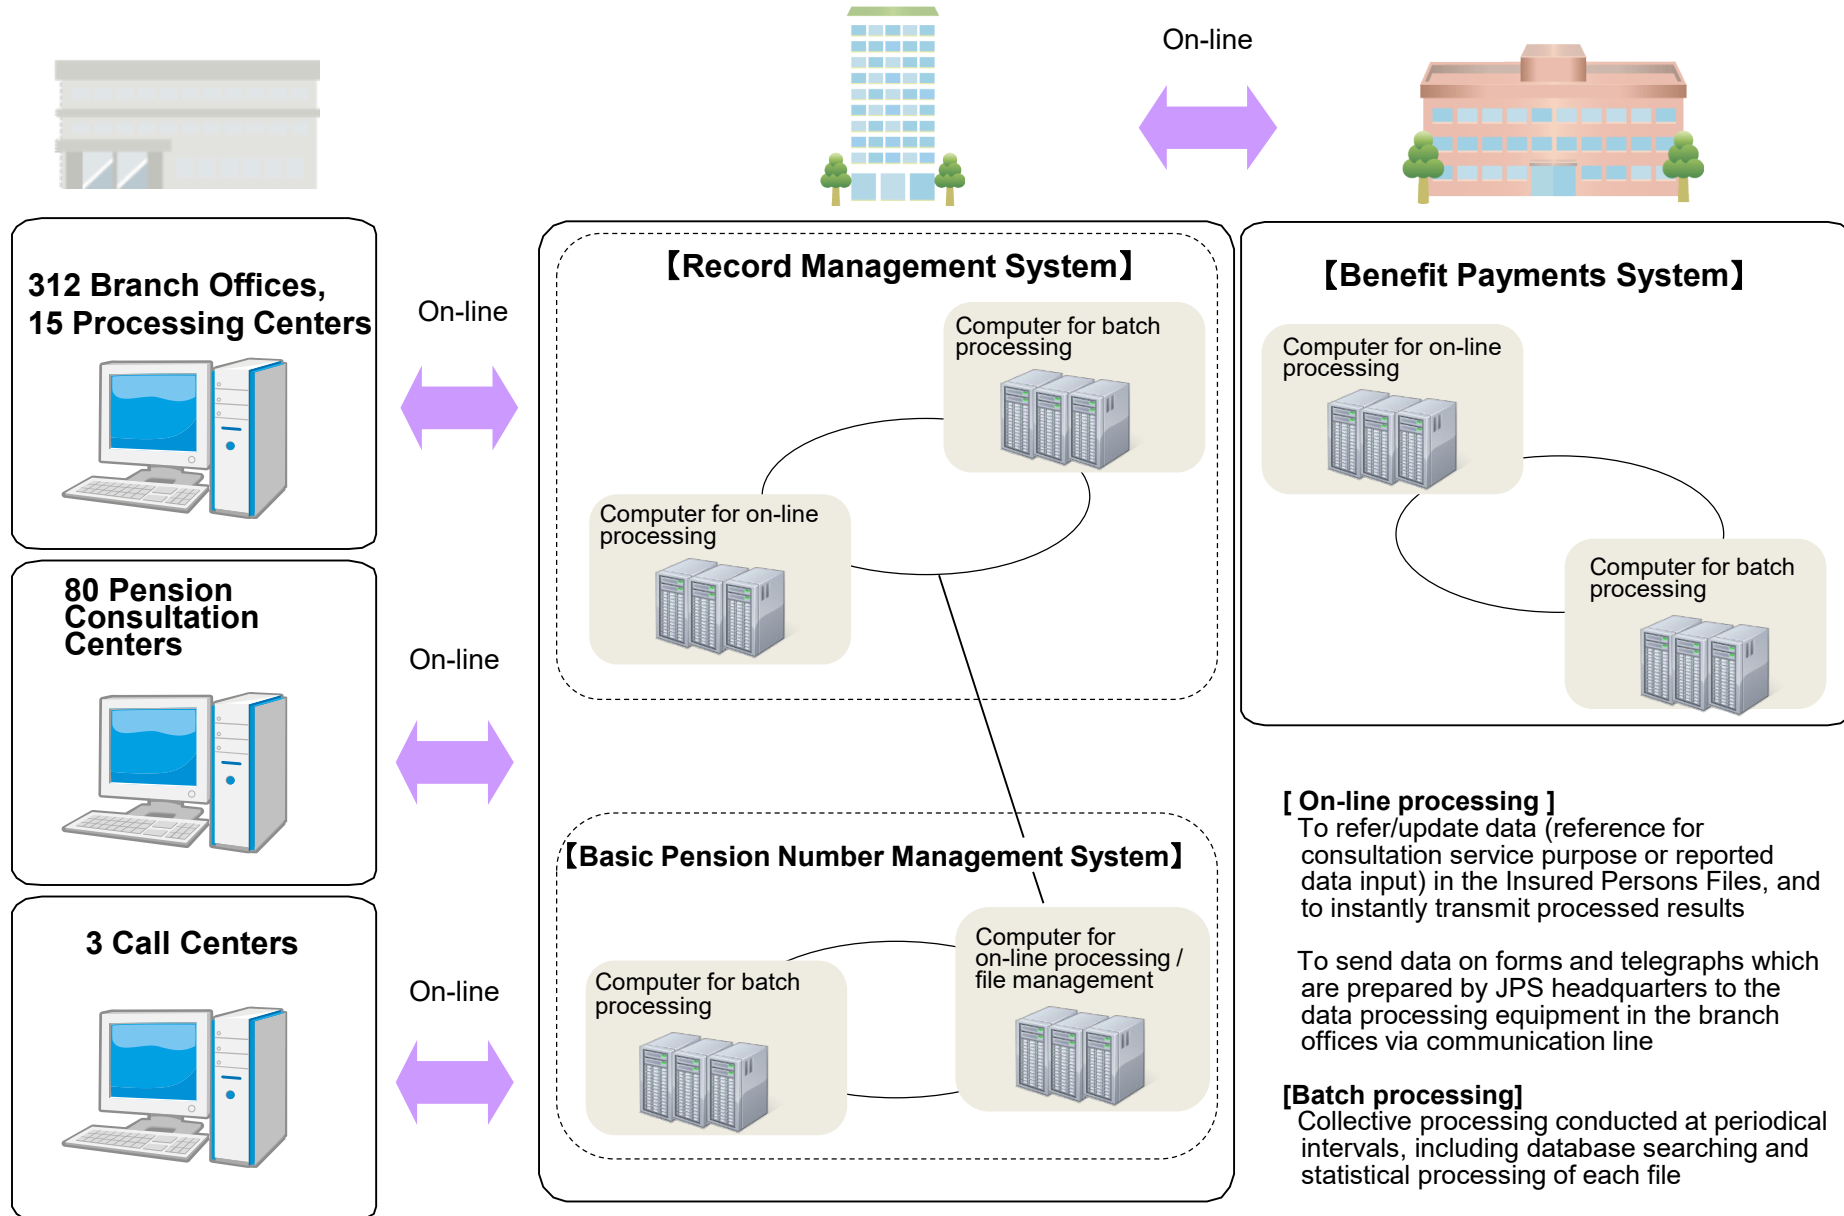 On-line
312 Branch Offices,
15 Processing Centers
On-line
80 Pension
Consultation
Centers
On-line
3 Call Centers
On-line
【Record Management System】
Computer for batch
processing
Computer for on-line
processing
【Basic Pension Number Management System】
Computer for batch
processing
Computer for
on-line processing /
file management
【Benefit Payments System】
Computer for on-line
processing
Computer for batch
processing
[ On-line processing ]
To refer/update data (reference for
consultation service purpose or reported
data input) in the Insured Persons Files, and
to instantly transmit processed results
To send data on forms and telegraphs which
are prepared by JPS headquarters to the
data processing equipment in the branch
offices via communication line
[Batch processing]
Collective processing conducted at periodical
intervals, including database searching and
statistical processing of each file